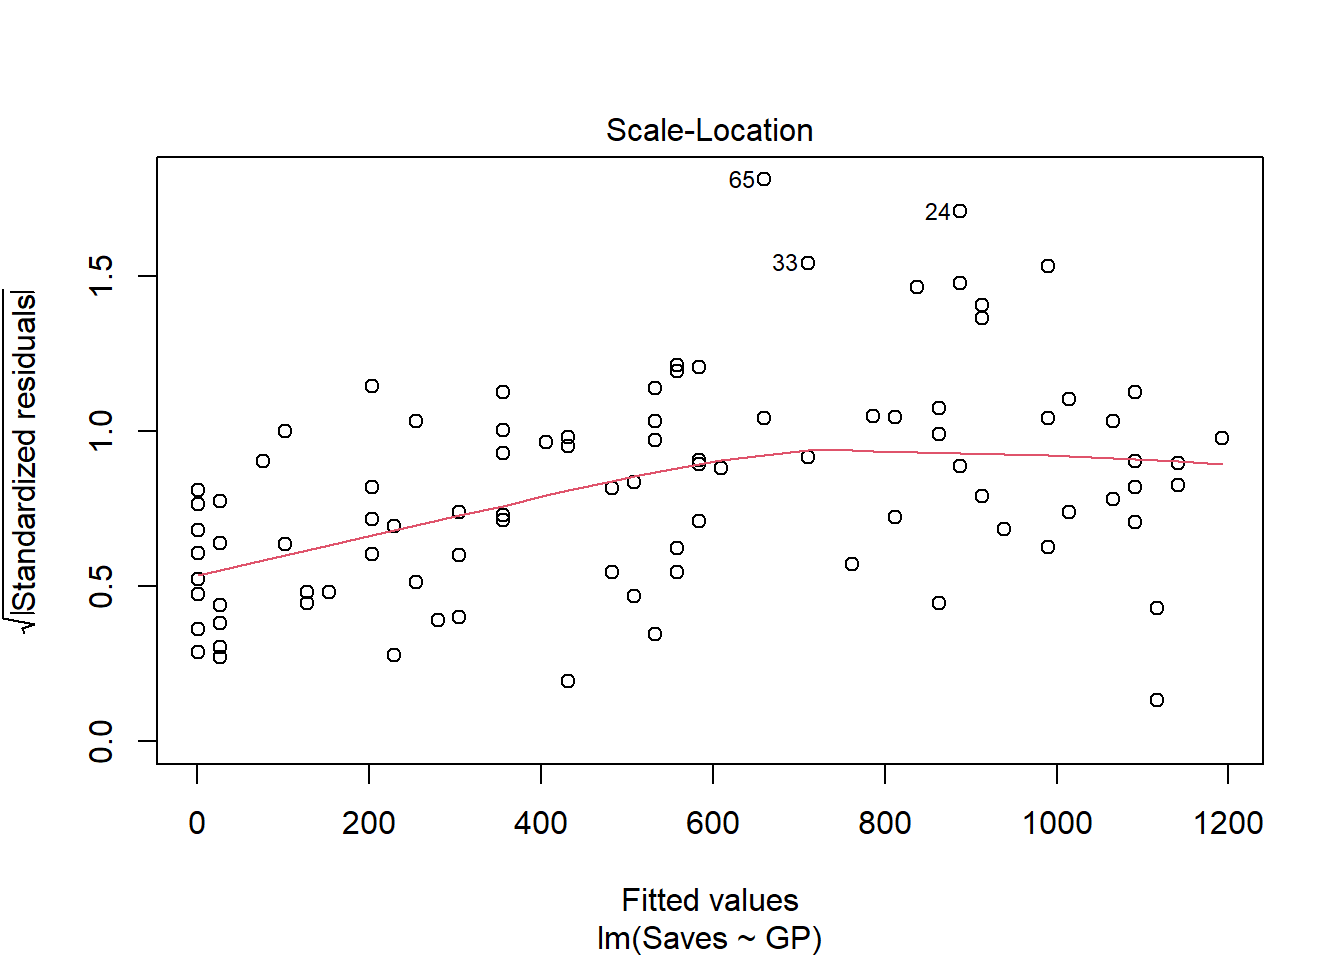 Scale-Location
√|Standardized residuals|
0.0
0.5
1.0
1.5
65
24
33
0 200 400 600 800 1000 1200
Fitted values
lm(Saves ~ GP)